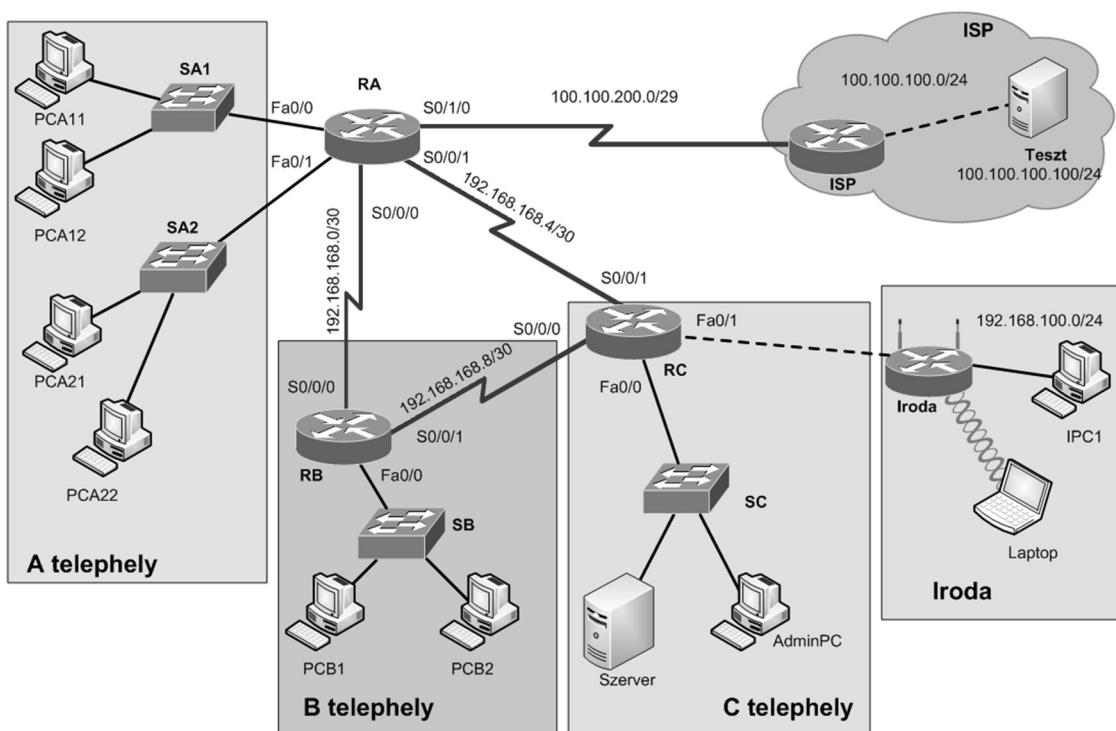 SA1
PCA11
PCA12
SA2
PCA21
PCA22
A telephely
Fa0/0
Fa0/1
RA
S0/1/0
S0/0/1
S0/0/0
100.100.200.0/29
192.168.168.0/30
192.168.168.4/30
ISP
100.100.100.0/24
ISP
Teszt
100.100.100.100/24
S0/0/0
S0/0/1
RB
Fa0/0
192.168.168.8/30
SB
PCB1
PCB2
B telephely
S0/0/1
S0/0/0
Fa0/1
RC
Fa0/0
SC
Szerver
AdminPC
C telephely
192.168.100.0/24
Iroda
IPC1
Laptop
Iroda